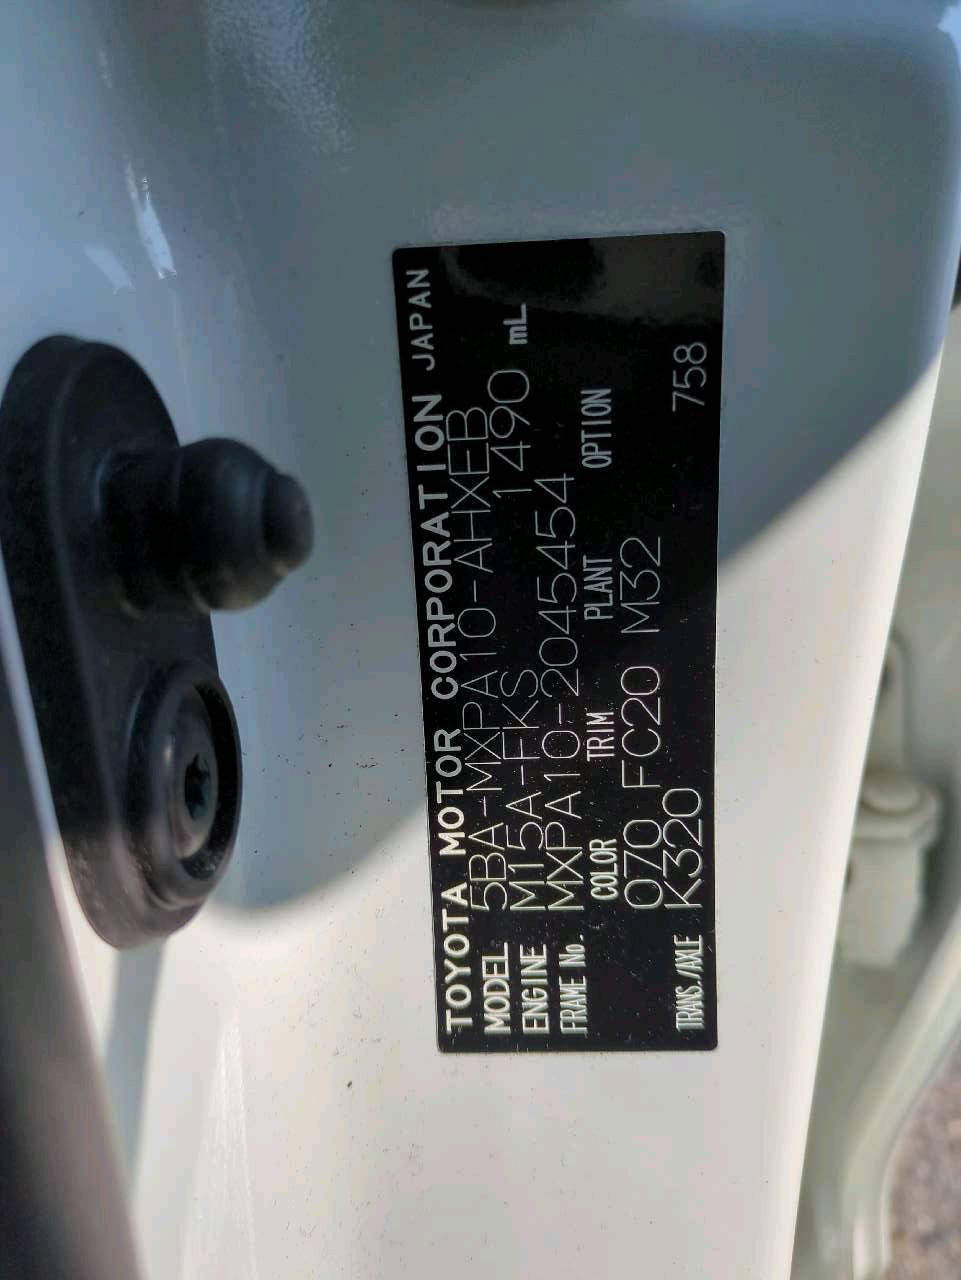 TOYOTA MOTOR CORPORATION JAPAN
MODEL 5BA-MXPA10-AHXEB
ENGINE M15A-FKS 1490 mL
FRAME No. MXPA10-2045454
COLOR TRIM PLANT OPTION
070 FC20 M32
TRANS./AXLE K320 758